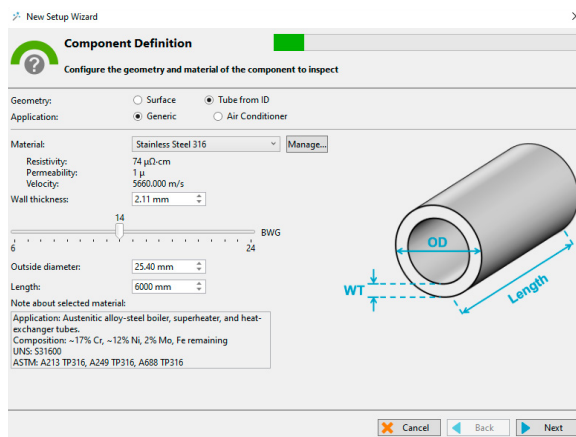 New Setup Wizard
Component Definition
Configure the geometry and material of the component to inspect
Geometry: Surface Tube from ID
Application: Generic Air Conditioner
Material: Stainless Steel 316 Manage...
Resistivity: 74 µΩ-cm
Permeability: 1 µ
Velocity: 5660.000 m/s
Wall thickness: 2.11 mm
14
BWG
6 24
Outside diameter: 25.40 mm
Length: 6000 mm
Note about selected material:
Application: Austenitic alloy-steel boiler, superheater, and heat-
exchanger tubes.
Composition: ~17% Cr, ~12% Ni, 2% Mo, Fe remaining
UNS: S31600
ASTM: A213 TP316, A249 TP316, A688 TP316
OD
WT
Length
Cancel Back Next